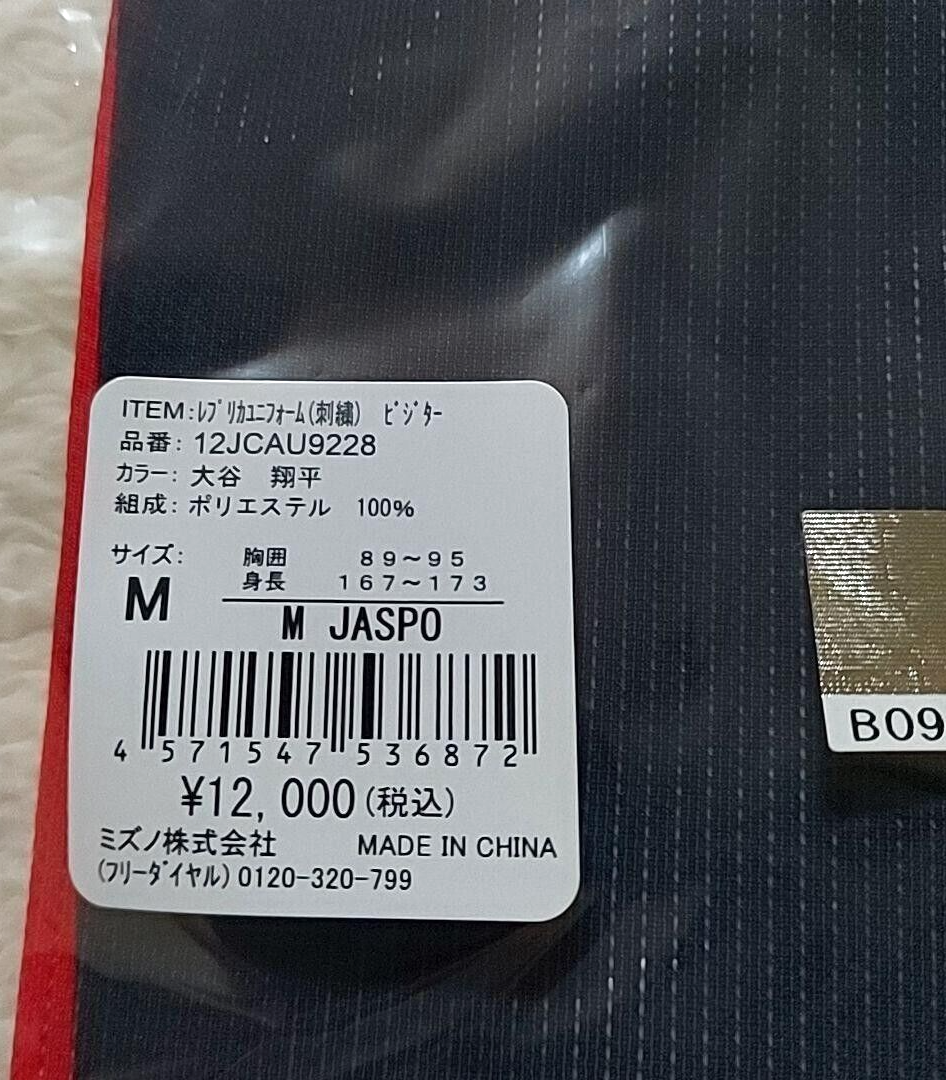 ITEM:ﾚﾌﾟﾘｶﾕﾆﾌｫｰﾑ(刺繍) ﾋﾞｼﾞﾀｰ
品番: 12JCAU9228
カラー: 大谷 翔平
組成: ポリエステル 100%
サイズ: 胸囲 89~95
M 身長 167~173
M JASPO
4 571547 536872
¥12,000(税込)
ミズノ株式会社 MADE IN CHINA
(フリーダイヤル)0120-320-799
B09